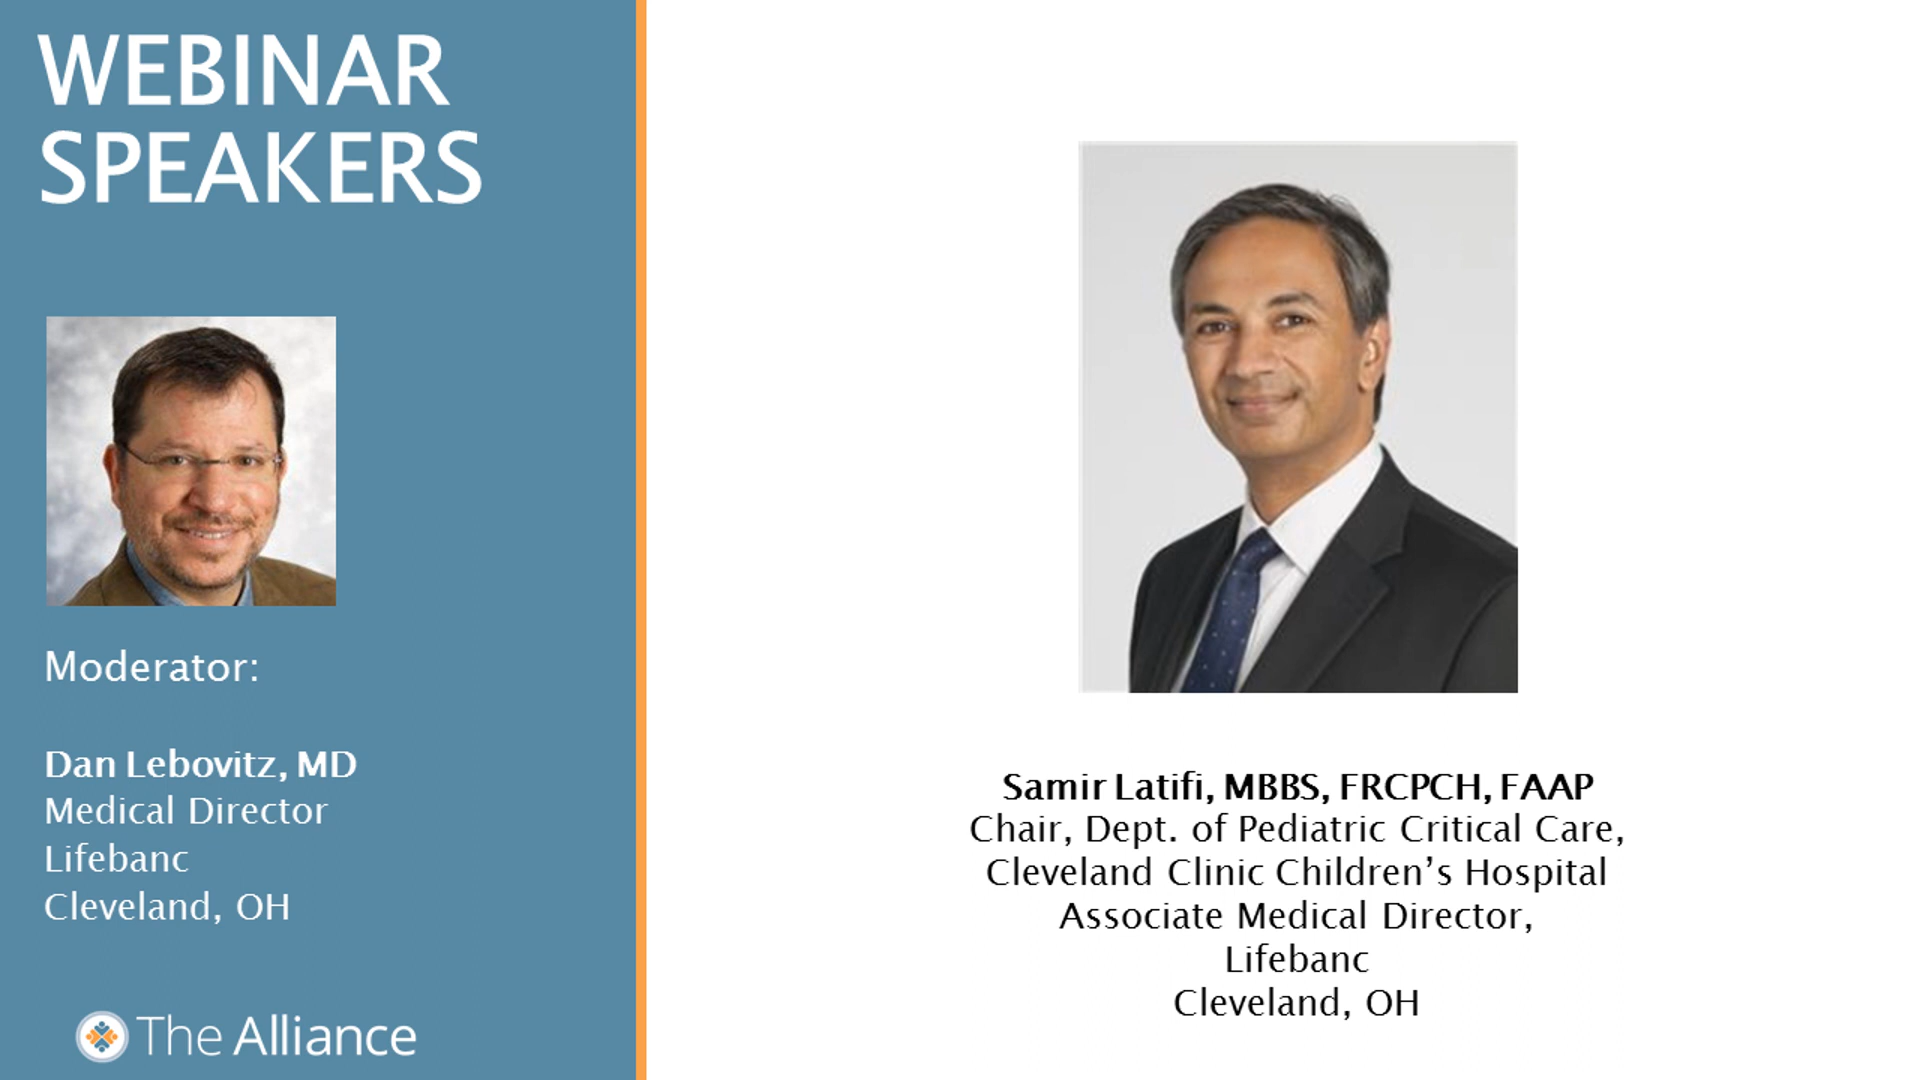 WEBINAR
SPEAKERS
Moderator:
Dan Lebovitz, MD
Medical Director
Lifebanc
Cleveland, OH
The Alliance
Samir Latifi, MBBS, FRCPCH, FAAP
Chair, Dept. of Pediatric Critical Care,
Cleveland Clinic Children’s Hospital
Associate Medical Director,
Lifebanc
Cleveland, OH